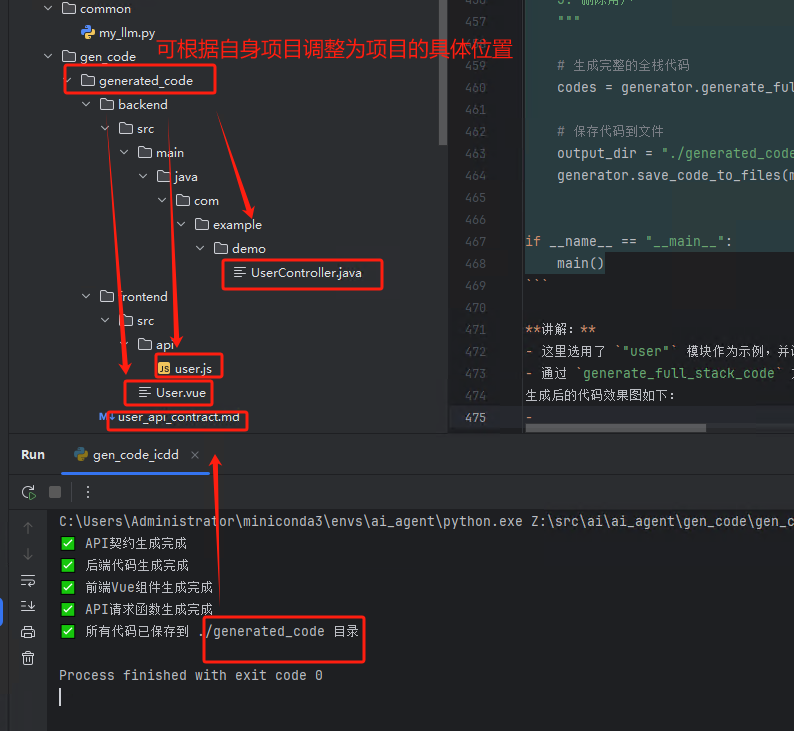 common
my_llm.py
可根据自身项目调整为项目的具体位置
gen_code
generated_code
backend
src
main
java
com
example
demo
UserController.java
frontend
src
api
JS user.js
User.vue
M↓ user_api_contract.md
457
459
460
461
462
463
464
465
466
467
468
469
470
471
472
473
474
475
"""
# 生成完整的全栈代码
codes = generator.generate_ful
# 保存代码到文件
output_dir = "./generated_code
generator.save_code_to_files(m
if __name__ == "__main__":
main()
```
**讲解：**
- 这里选用了 `"user"` 模块作为示例，并
- 通过 `generate_full_stack_code`
生成后的代码效果图如下：
-
Run
gen_code_icdd
C:\Users\Administrator\miniconda3\envs\ai_agent\python.exe Z:\src\ai\ai_agent\gen_code\gen_c
✅ API契约生成完成
✅ 后端代码生成完成
✅ 前端Vue组件生成完成
✅ API请求函数生成完成
✅ 所有代码已保存到 ./generated_code 目录
Process finished with exit code 0